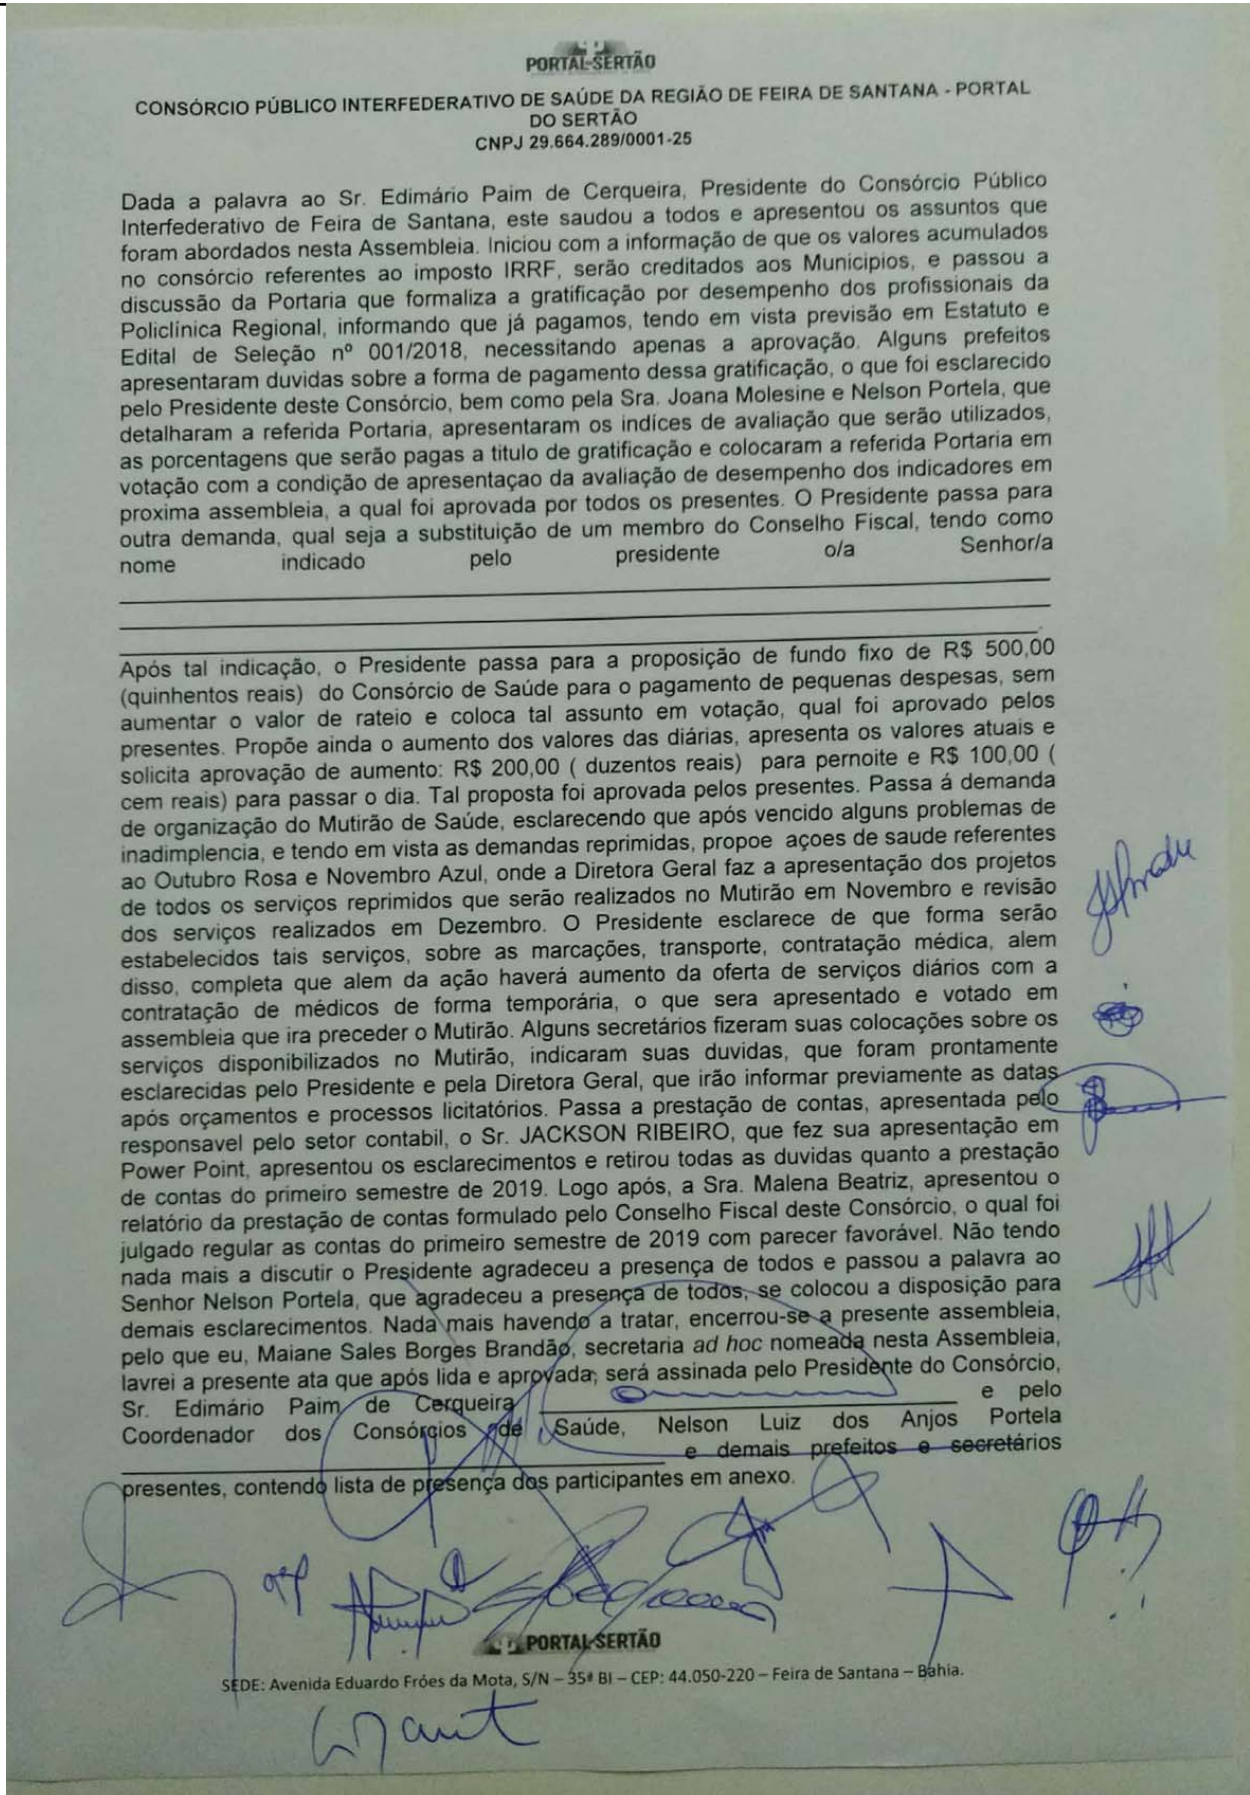 PORTAL-SERTÃO
CONSÓRCIO PÚBLICO INTERFEDERATIVO DE SAÚDE DA REGIÃO DE FEIRA DE SANTANA - PORTAL
DO SERTÃO
CNPJ 29.664.289/0001-25
Dada a palavra ao Sr. Edimário Paim de Cerqueira, Presidente do Consórcio Público
Interfederativo de Feira de Santana, este saudou a todos e apresentou os assuntos que
foram abordados nesta Assembleia. Iniciou com a informação de que os valores acumulados
no consórcio referentes ao imposto IRRF, serão creditados aos Municipios, e passou a
discussão da Portaria que formaliza a gratificação por desempenho dos profissionais da
Policlínica Regional, informando que já pagamos, tendo em vista previsão em Estatuto e
Edital de Seleção nº 001/2018, necessitando apenas a aprovação. Alguns prefeitos
apresentaram duvidas sobre a forma de pagamento dessa gratificação, o que foi esclarecido
pelo Presidente deste Consórcio, bem como pela Sra. Joana Molesine e Nelson Portela, que
detalharam a referida Portaria, apresentaram os indíces de avaliação que serão utilizados,
as porcentagens que serão pagas a titulo de gratificação e colocaram a referida Portaria em
votação com a condição de apresentaçao da avaliação de desempenho dos indicadores em
proxima assembleia, a qual foi aprovada por todos os presentes. O Presidente passa para
outra demanda, qual seja a substituição de um membro do Conselho Fiscal, tendo como
nome indicado pelo presidente o/a Senhor/a
Após tal indicação, o Presidente passa para a proposição de fundo fixo de R$ 500,00
(quinhentos reais) do Consórcio de Saúde para o pagamento de pequenas despesas, sem
aumentar o valor de rateio e coloca tal assunto em votação, qual foi aprovado pelos
presentes. Propõe ainda o aumento dos valores das diárias, apresenta os valores atuais e
solicita aprovação de aumento: R$ 200,00 ( duzentos reais) para pernoite e R$ 100,00 (
cem reais) para passar o dia. Tal proposta foi aprovada pelos presentes. Passa á demanda
de organização do Mutirão de Saúde, esclarecendo que após vencido alguns problemas de
inadimplencia, e tendo em vista as demandas reprimidas, propoe açoes de saude referentes
ao Outubro Rosa e Novembro Azul, onde a Diretora Geral faz a apresentação dos projetos
de todos os serviços reprimidos que serão realizados no Mutirão em Novembro e revisão
dos serviços realizados em Dezembro. O Presidente esclarece de que forma serão
estabelecidos tais serviços, sobre as marcações, transporte, contratação médica, alem
disso, completa que alem da ação haverá aumento da oferta de serviços diários com a
contratação de médicos de forma temporária, o que sera apresentado e votado em
assembleia que ira preceder o Mutirão. Alguns secretários fizeram suas colocações sobre os
serviços disponibilizados no Mutirão, indicaram suas duvidas, que foram prontamente
esclarecidas pelo Presidente e pela Diretora Geral, que irão informar previamente as datas
após orçamentos e processos licitatórios. Passa a prestação de contas, apresentada pelo
responsavel pelo setor contabil, o Sr. JACKSON RIBEIRO, que fez sua apresentação em
Power Point, apresentou os esclarecimentos e retirou todas as duvidas quanto a prestação
de contas do primeiro semestre de 2019. Logo após, a Sra. Malena Beatriz, apresentou o
relatório da prestação de contas formulado pelo Conselho Fiscal deste Consórcio, o qual foi
julgado regular as contas do primeiro semestre de 2019 com parecer favorável. Não tendo
nada mais a discutir o Presidente agradeceu a presença de todos e passou a palavra ao
Senhor Nelson Portela, que agradeceu a presença de todos, se colocou a disposição para
demais esclarecimentos. Nada mais havendo a tratar, encerrou-se a presente assembleia,
pelo que eu, Maiane Sales Borges Brandão, secretaria ad hoc nomeada nesta Assembleia,
lavrei a presente ata que após lida e aprovada, será assinada pelo Presidente do Consórcio,
Sr. Edimário Paim de Cerqueira e pelo
Coordenador dos Consórcios de Saúde, Nelson Luiz dos Anjos Portela
e demais prefeitos e secretários
presentes, contendo lista de presença dos participantes em anexo.
PORTAL-SERTÃO
SEDE: Avenida Eduardo Fróes da Mota, S/N – 35ª BI – CEP: 44.050-220 – Feira de Santana – Bahia.